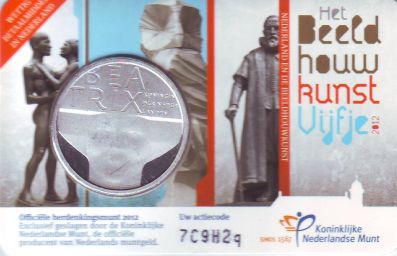 WETTIG
BETAALMIDDEL
IN NEDERLAND
BEA
TRIX
NEDERLAND EN DE BEELDHOUWKUNST
Het
Beeld
houw
kunst
Vijfje
2012
Officiële herdenkingsmunt 2012
Exclusief geslagen door de Koninklijke
Nederlandse Munt, de officiële
producent van Nederlands muntgeld.
Uw actiecode
7C9H2q
SINDS 1567
Koninklijke
Nederlandse Munt